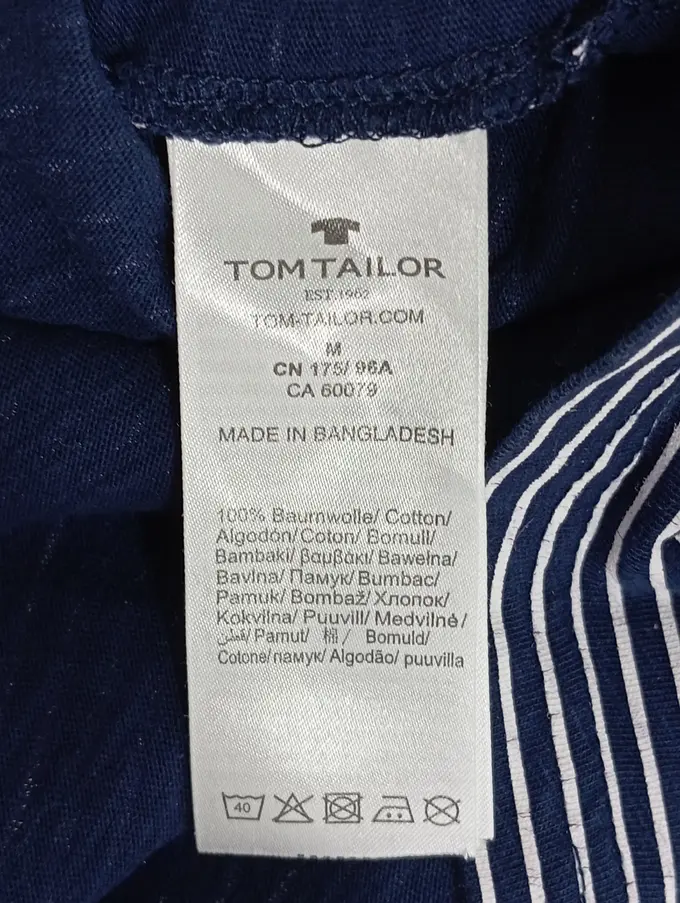 TOM TAILOR
EST. 1962
TOM-TAILOR.COM
M
CN 175/ 96A
CA 60079
MADE IN BANGLADESH
100% Baumwolle/ Cotton/
Algodón/ Coton/ Bomull/
Bambaki/ βαμβάκι/ Bawełna/
Bavlna/ Памук/ Bumbac/
Pamuk/ Bombaž/ Хлопок/
Kokvilna/ Puuvill/ Medvilnė/
قطن/ Pamut/ 棉/ Bomuld/
Cotone/ памук/ Algodão/ puuvilla
40